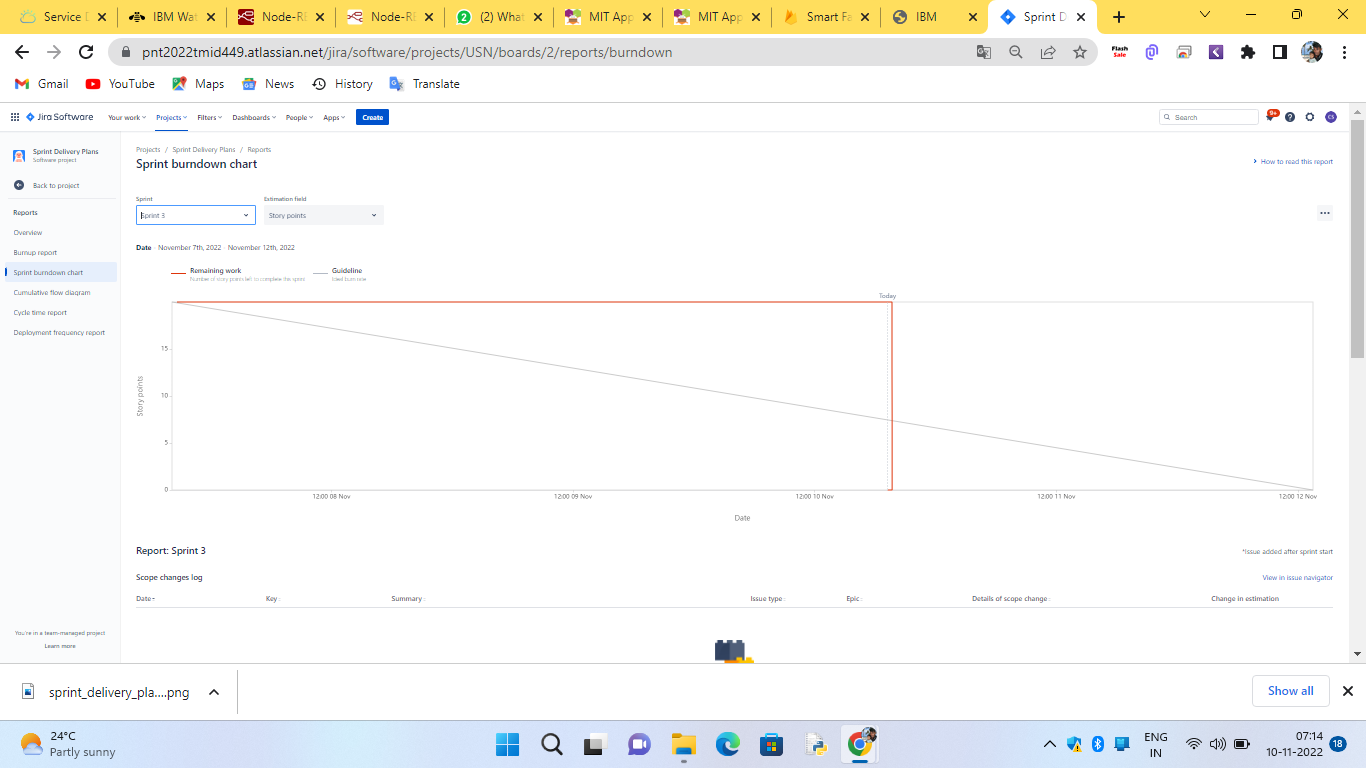 Service D
IBM Wat
Node-RE
Node-RE
(2) What
MIT App
MIT App
Smart Fa
IBM
Sprint D
pnt2022tmid449.atlassian.net/jira/software/projects/USN/boards/2/reports/burndown
Flash Sale
Gmail YouTube Maps News History Translate
Jira Software Your work Projects Filters Dashboards People Apps Create Search 9+ CS
Sprint Delivery Plans
Software project
Back to project
Reports
Overview
Burnup report
Sprint burndown chart
Cumulative flow diagram
Cycle time report
Deployment frequency report
You're in a team-managed project
Learn more
Projects / Sprint Delivery Plans / Reports
Sprint burndown chart
How to read this report
Sprint Estimation field
Sprint 3 Story points
Date - November 7th, 2022 - November 12th, 2022
Remaining work Guideline
Number of story points left to complete this sprint Ideal burn rate
Today
15
10
5
0
Story points
12:00 08 Nov 12:00 09 Nov 12:00 10 Nov 12:00 11 Nov 12:00 12 Nov
Date
Report: Sprint 3
*Issue added after sprint start
Scope changes log
View in issue navigator
Date Key Summary Issue type Epic Details of scope change Change in estimation
sprint_delivery_pla....png
Show all
24°C
Partly sunny
ENG
IN
07:14
10-11-2022
18